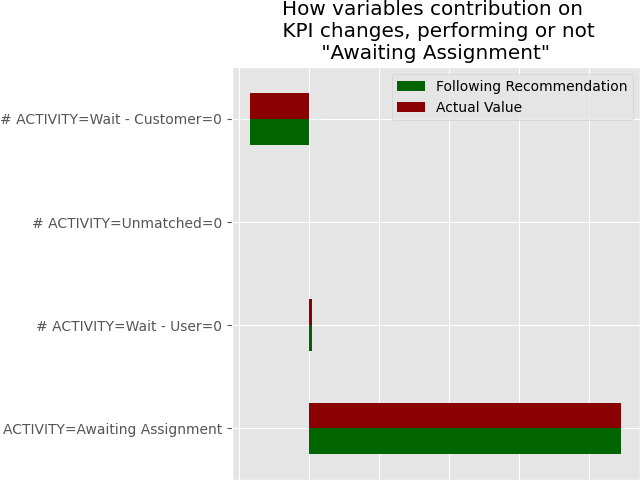 How variables contribution on
KPI changes, performing or not
"Awaiting Assignment"
Following Recommendation
Actual Value
# ACTIVITY=Wait - Customer=0
# ACTIVITY=Unmatched=0
# ACTIVITY=Wait - User=0
ACTIVITY=Awaiting Assignment